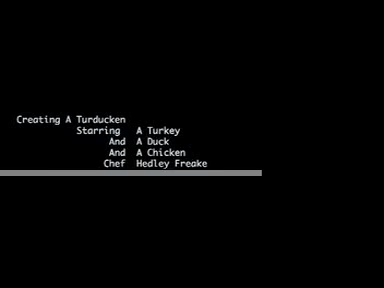 Creating A Turducken
Starring A Turkey
And A Duck
And A Chicken
Chef Hedley Freake